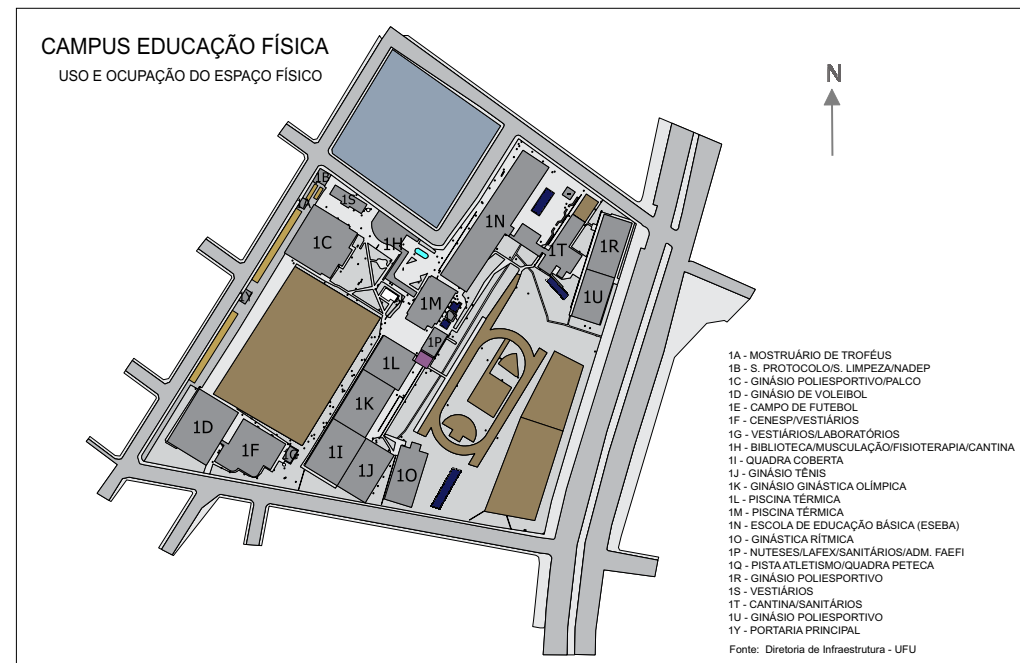 CAMPUS EDUCAÇÃO FÍSICA
USO E OCUPAÇÃO DO ESPAÇO FÍSICO
N
1B
1A
1S
1C
1H
1N
1T
1R
1U
1Y
1M
1P
1L
1K
1D
1F
1G
1I
1J
1O
1A - MOSTRUÁRIO DE TROFÉUS
1B - S. PROTOCOLO/S. LIMPEZA/NADEP
1C - GINÁSIO POLIESPORTIVO/PALCO
1D - GINÁSIO DE VOLEIBOL
1E - CAMPO DE FUTEBOL
1F - CENESP/VESTIÁRIOS
1G - VESTIÁRIOS/LABORATÓRIOS
1H - BIBLIOTECA/MUSCULAÇÃO/FISIOTERAPIA/CANTINA
1I - QUADRA COBERTA
1J - GINÁSIO TÊNIS
1K - GINÁSIO GINÁSTICA OLÍMPICA
1L - PISCINA TÉRMICA
1M - PISCINA TÉRMICA
1N - ESCOLA DE EDUCAÇÃO BÁSICA (ESEBA)
1O - GINÁSTICA RÍTMICA
1P - NUTESES/LAFEX/SANITÁRIOS/ADM. FAEFI
1Q - PISTA ATLETISMO/QUADRA PETECA
1R - GINÁSIO POLIESPORTIVO
1S - VESTIÁRIOS
1T - CANTINA/SANITÁRIOS
1U - GINÁSIO POLIESPORTIVO
1Y - PORTARIA PRINCIPAL
Fonte: Diretoria de Infraestrutura - UFU